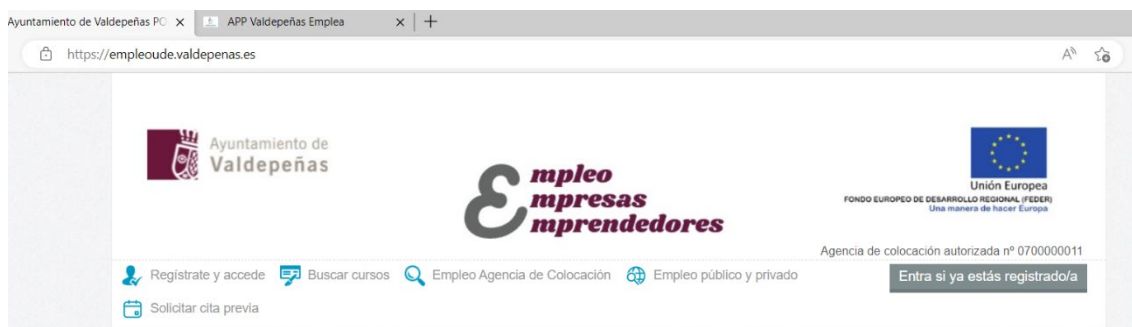 Ayuntamiento de Valdepeñas PO
APP Valdepeñas Emplea
https://empleoude.valdepenas.es
Ayuntamiento de
Valdepeñas
Empleo
mpresas
mprendedores
Unión Europea
FONDO EUROPEO DE DESARROLLO REGIONAL (FEDER)
Una manera de hacer Europa
Agencia de colocación autorizada nº 0700000011
Regístrate y accede Buscar cursos Empleo Agencia de Colocación Empleo público y privado Entra si ya estás registrado/a
Solicitar cita previa